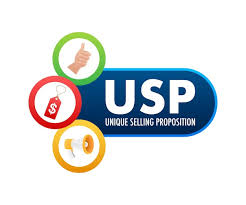 USP
UNIQUE SELLING PROPOSITION
$